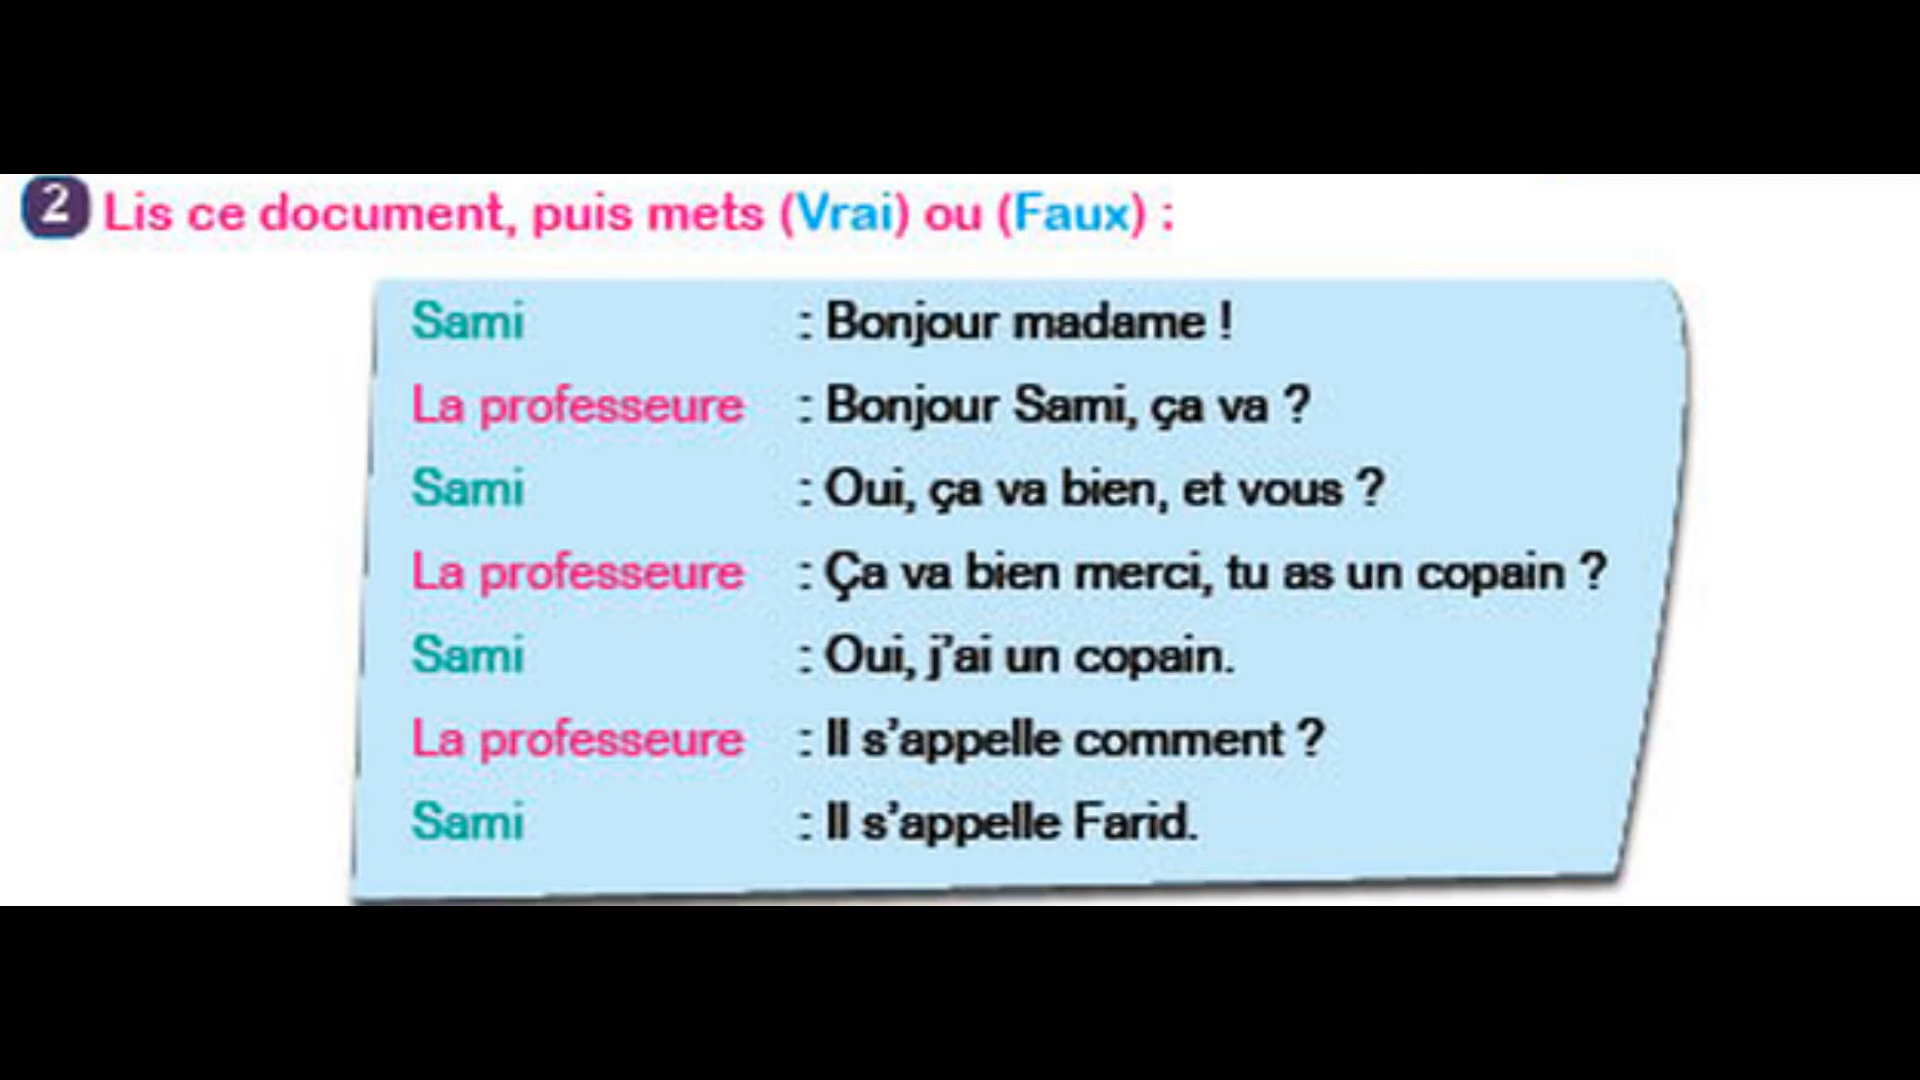 2 Lis ce document, puis mets (Vrai) ou (Faux) :
Sami : Bonjour madame !
La professeure : Bonjour Sami, ça va ?
Sami : Oui, ça va bien, et vous ?
La professeure : Ça va bien merci, tu as un copain ?
Sami : Oui, j'ai un copain.
La professeure : Il s'appelle comment ?
Sami : Il s'appelle Farid.